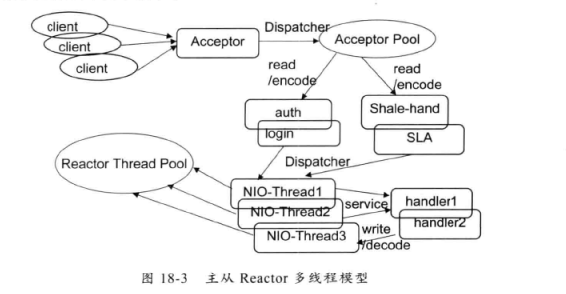 client
client
client
Acceptor
Dispatcher
Acceptor Pool
read
/encode
read
/encode
auth
login
Shale-hand
SLA
Reactor Thread Pool
Dispatcher
NIO-Thread1
NIO-Thread2
NIO-Thread3
service
write
/decode
handler1
handler2
图 18-3 主从 Reactor 多线程模型